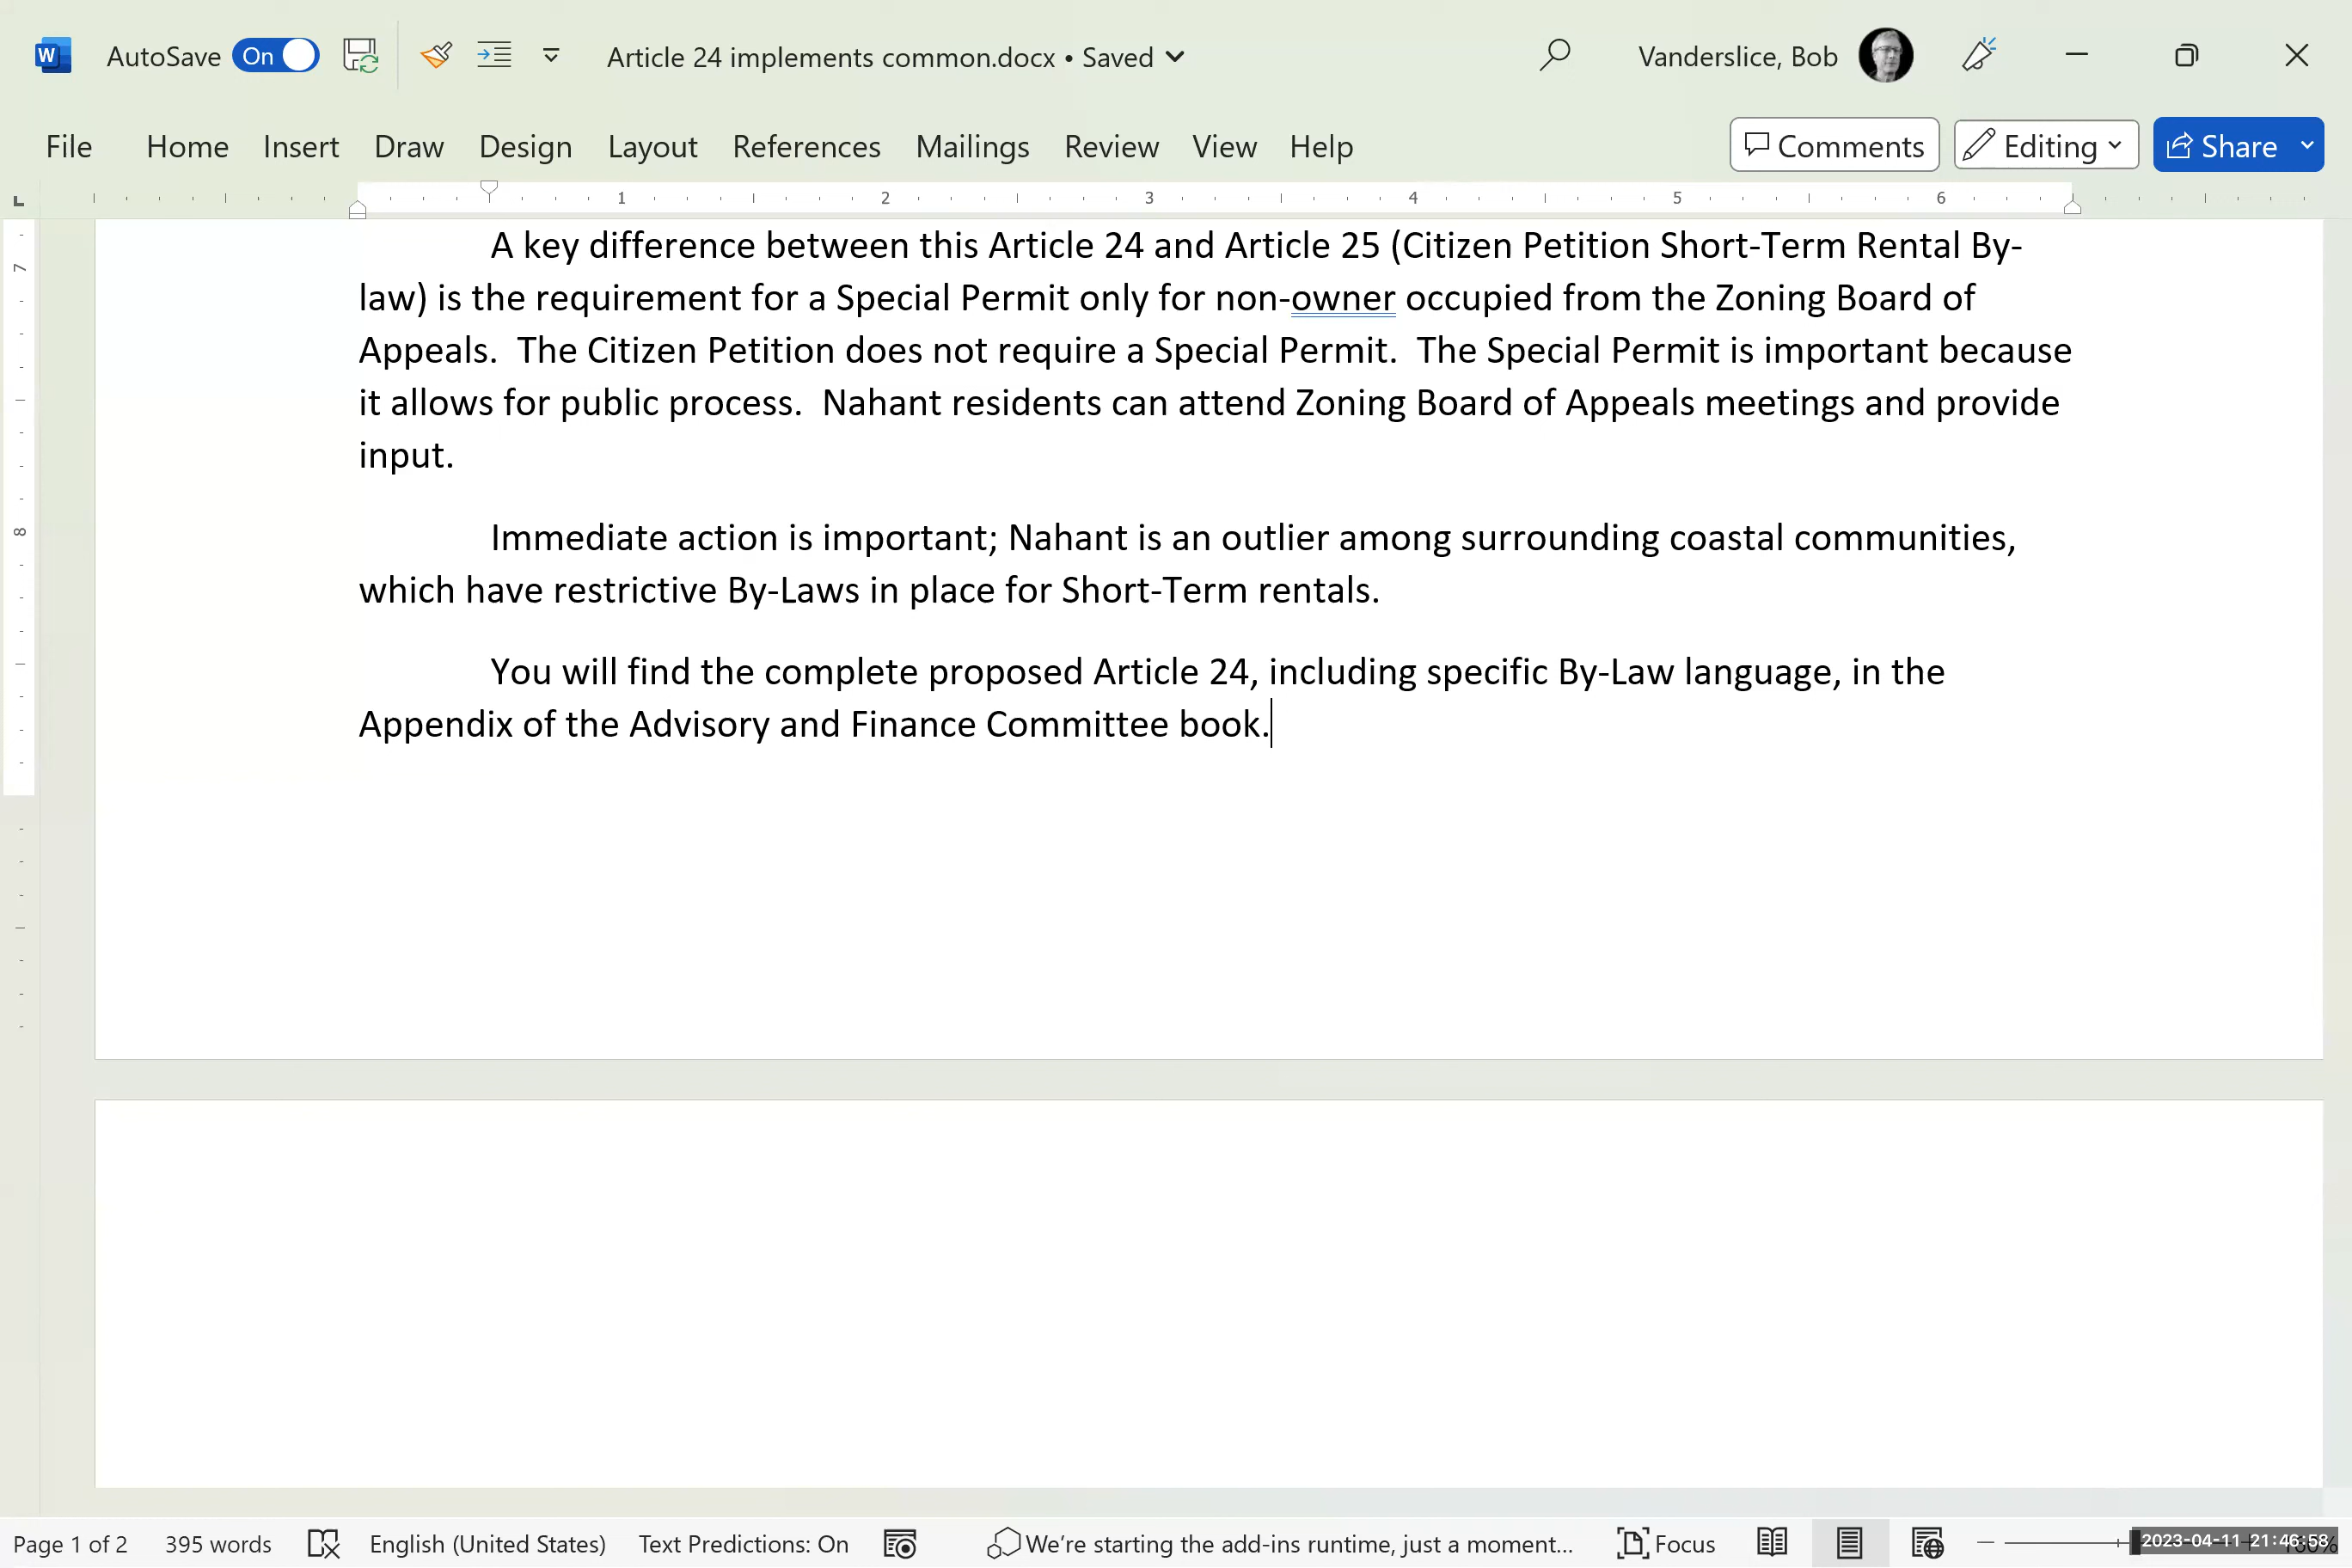 AutoSave On Article 24 implements common.docx • Saved Vanderslice, Bob
File Home Insert Draw Design Layout References Mailings Review View Help Comments Editing Share
1 2 3 4 5 6
7
8
A key difference between this Article 24 and Article 25 (Citizen Petition Short-Term Rental By-
law) is the requirement for a Special Permit only for non-owner occupied from the Zoning Board of
Appeals.  The Citizen Petition does not require a Special Permit.  The Special Permit is important because
it allows for public process.  Nahant residents can attend Zoning Board of Appeals meetings and provide
input.
Immediate action is important; Nahant is an outlier among surrounding coastal communities,
which have restrictive By-Laws in place for Short-Term rentals.
You will find the complete proposed Article 24, including specific By-Law language, in the
Appendix of the Advisory and Finance Committee book.
Page 1 of 2 395 words English (United States) Text Predictions: On We're starting the add-ins runtime, just a moment... Focus 2023-04-11 21:46:58